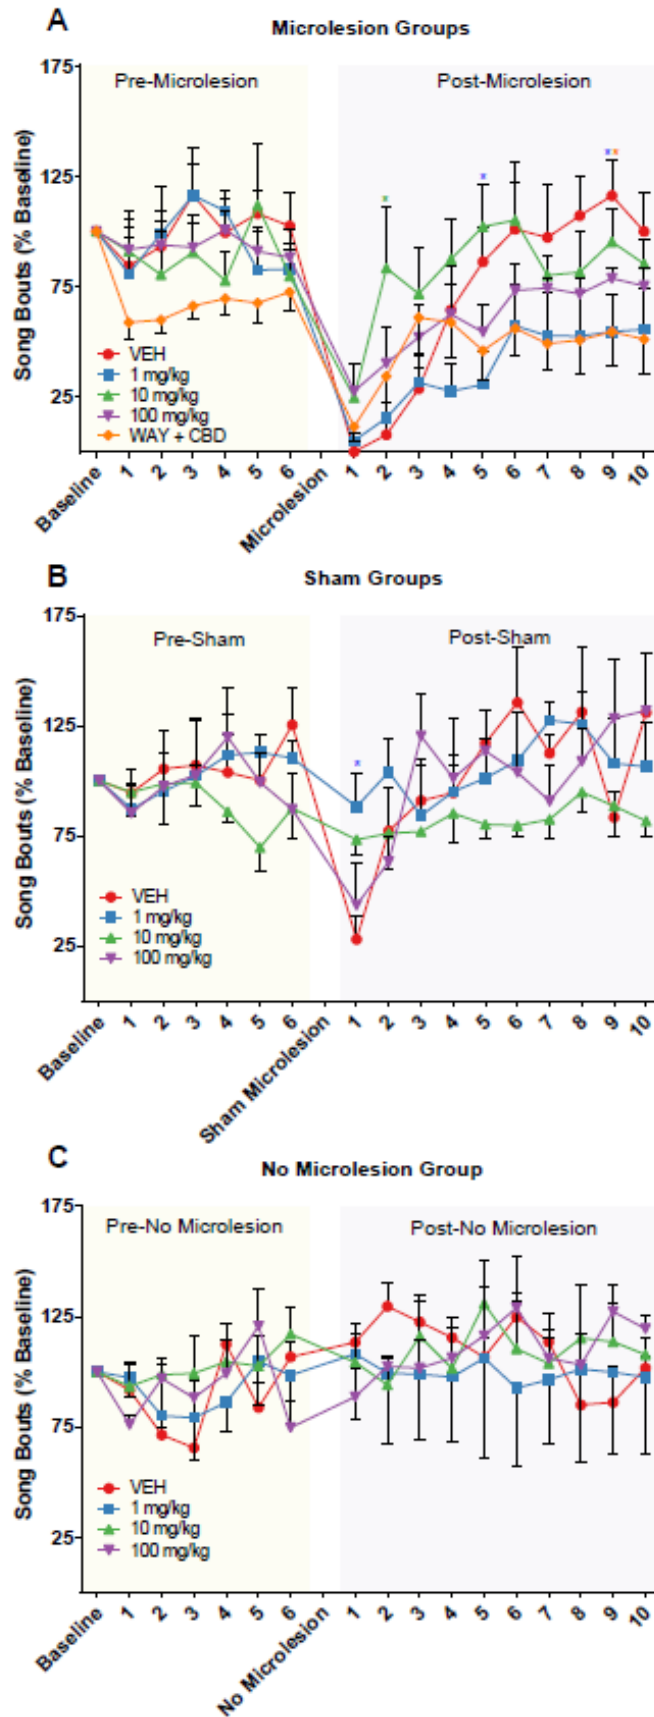 A
Microlesion Groups
Song Bouts (% Baseline)
175
125
75
25
Pre-Microlesion
Post-Microlesion
* * * *
VEH
1 mg/kg
10 mg/kg
100 mg/kg
WAY + CBD
Baseline 1 2 3 4 5 6 Microlesion 1 2 3 4 5 6 7 8 9 10
B
Sham Groups
Song Bouts (% Baseline)
175
125
75
25
Pre-Sham
Post-Sham
*
VEH
1 mg/kg
10 mg/kg
100 mg/kg
Baseline 1 2 3 4 5 6 Sham Microlesion 1 2 3 4 5 6 7 8 9 10
C
No Microlesion Group
Song Bouts (% Baseline)
175
125
75
25
Pre-No Microlesion
Post-No Microlesion
VEH
1 mg/kg
10 mg/kg
100 mg/kg
Baseline 1 2 3 4 5 6 No Microlesion 1 2 3 4 5 6 7 8 9 10